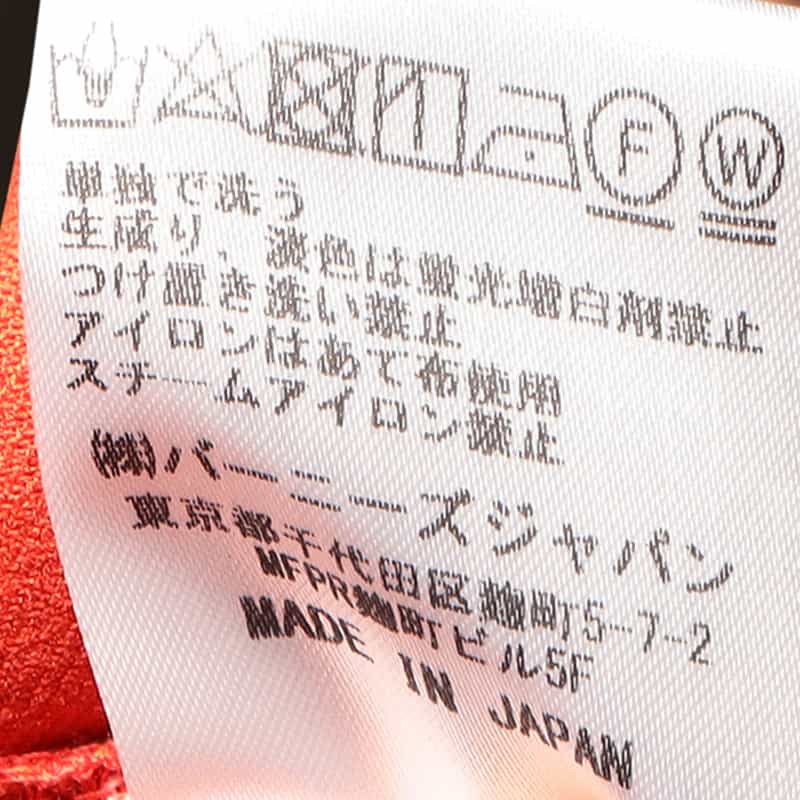 F W
単独で洗う
生成り、淡色は蛍光増白剤禁止
つけ置き洗い禁止
アイロンはあて布使用
スチームアイロン禁止
(株)バーニーズジャパン
東京都千代田区麹町5-7-2
MFPR麹町ビル5F
MADE IN JAPAN